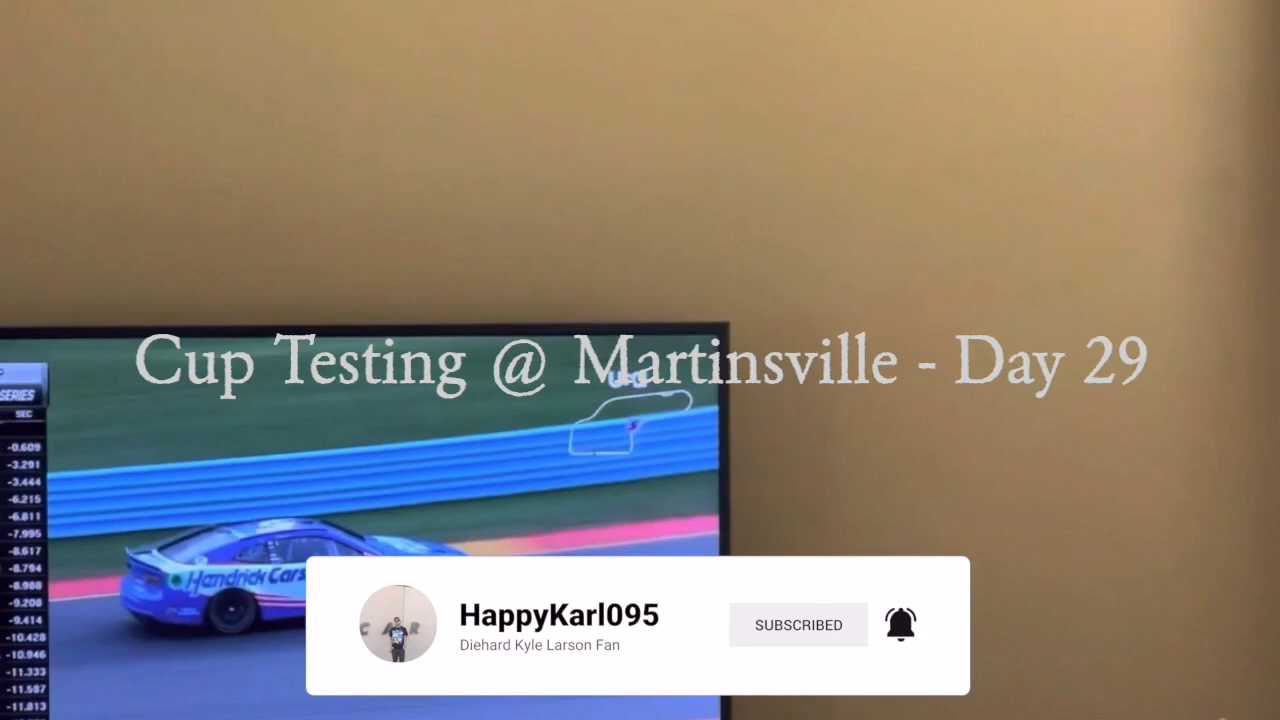 Cup Testing @ Martinsville - Day 29
SERIES
SEC
-0.609
-3.291
-3.444
-6.215
-6.811
-7.995
-8.617
-8.794
-8.988
-9.208
-9.414
-10.428
-10.946
-11.333
-11.587
-11.813
Hendrick Cars
HappyKarl095
Diehard Kyle Larson Fan
SUBSCRIBED